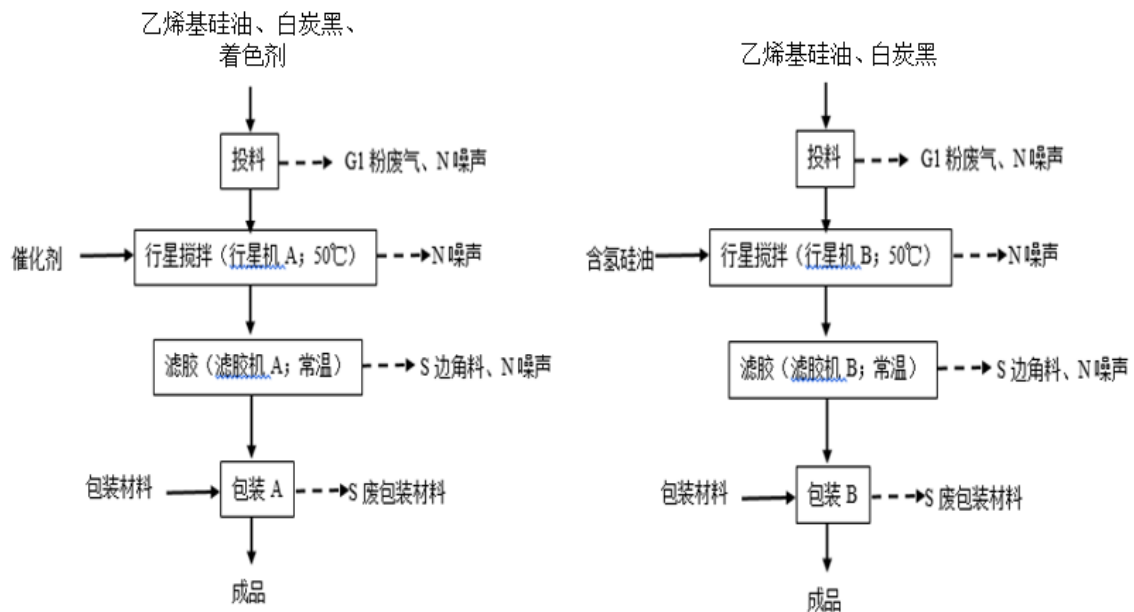 乙烯基硅油、白炭黑、
着色剂
投料
G1 粉废气、N 噪声
催化剂
行星搅拌（行星机 A；50℃）
N 噪声
滤胶（滤胶机 A；常温）
S 边角料、N 噪声
包装材料
包装 A
S 废包装材料
成品
乙烯基硅油、白炭黑
投料
G1 粉废气、N 噪声
含氢硅油
行星搅拌（行星机 B；50℃）
N 噪声
滤胶（滤胶机 B；常温）
S 边角料、N 噪声
包装材料
包装 B
S 废包装材料
成品